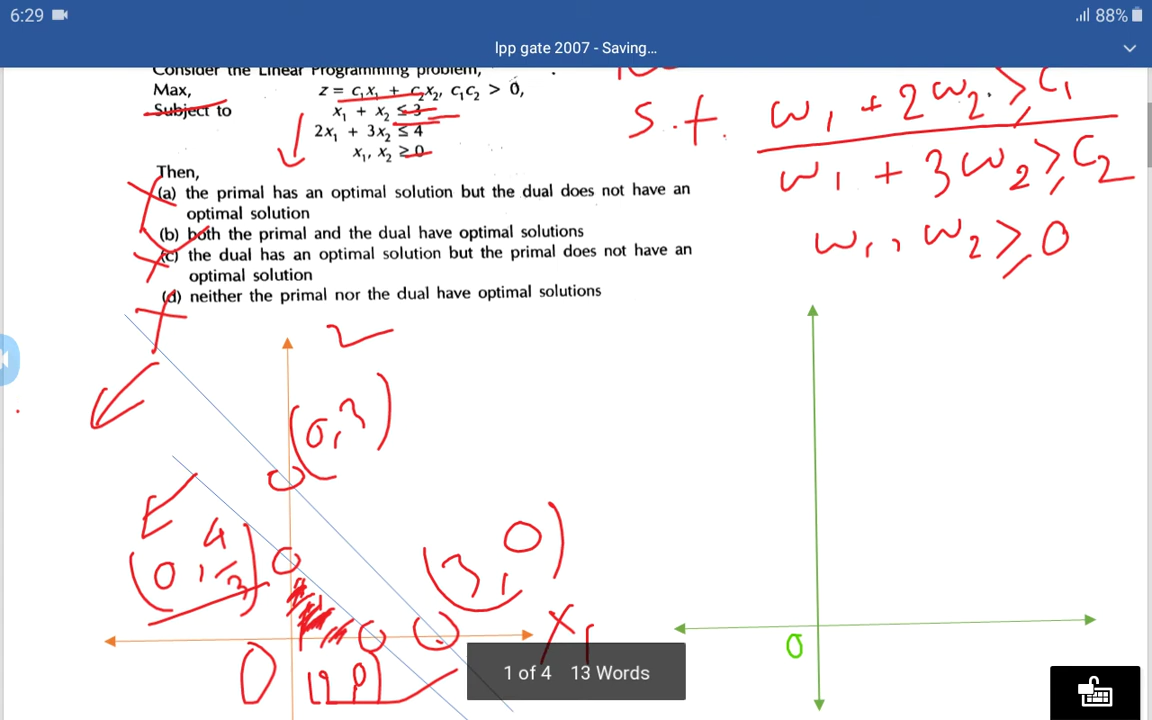 6:29
88%
lpp gate 2007 - Saving...
Consider the Linear Programming problem,
Max, z = c₁x₁ + c₂x₂, c₁c₂ > 0,
Subject to x₁ + x₂ ≤ 3
2x₁ + 3x₂ ≤ 4
x₁, x₂ ≥ 0
Then,
(a) the primal has an optimal solution but the dual does not have an
optimal solution
(b) both the primal and the dual have optimal solutions
(c) the dual has an optimal solution but the primal does not have an
optimal solution
(d) neither the primal nor the dual have optimal solutions
s.t. w₁ + 2w₂ ≥ c₁
w₁ + 3w₂ ≥ c₂
w₁, w₂ ≥ 0
(0,3)
(0, 4/3)
(3,0)
x₁
0
0
1 of 4 13 Words